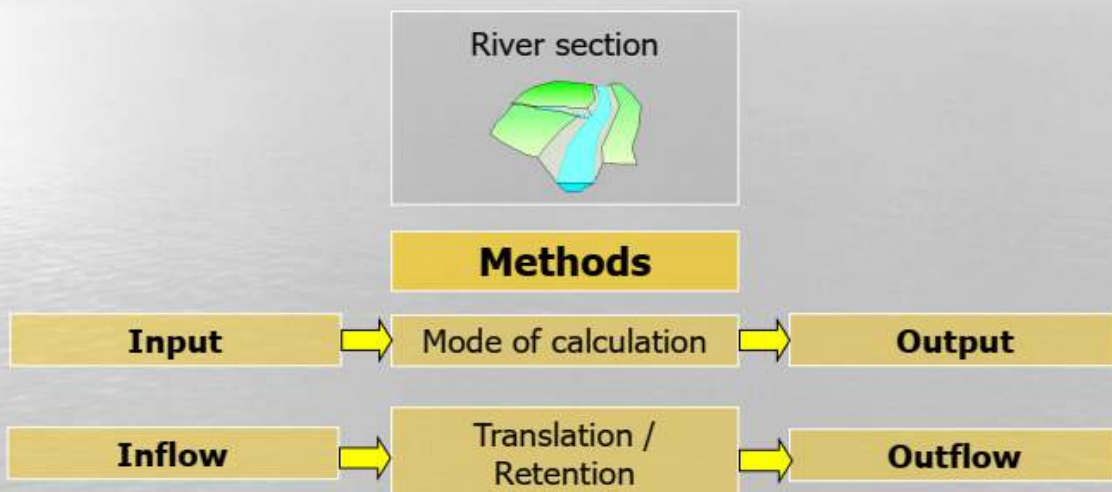 River section
Methods
Input
Mode of calculation
Output
Inflow
Translation /
Retention
Outflow